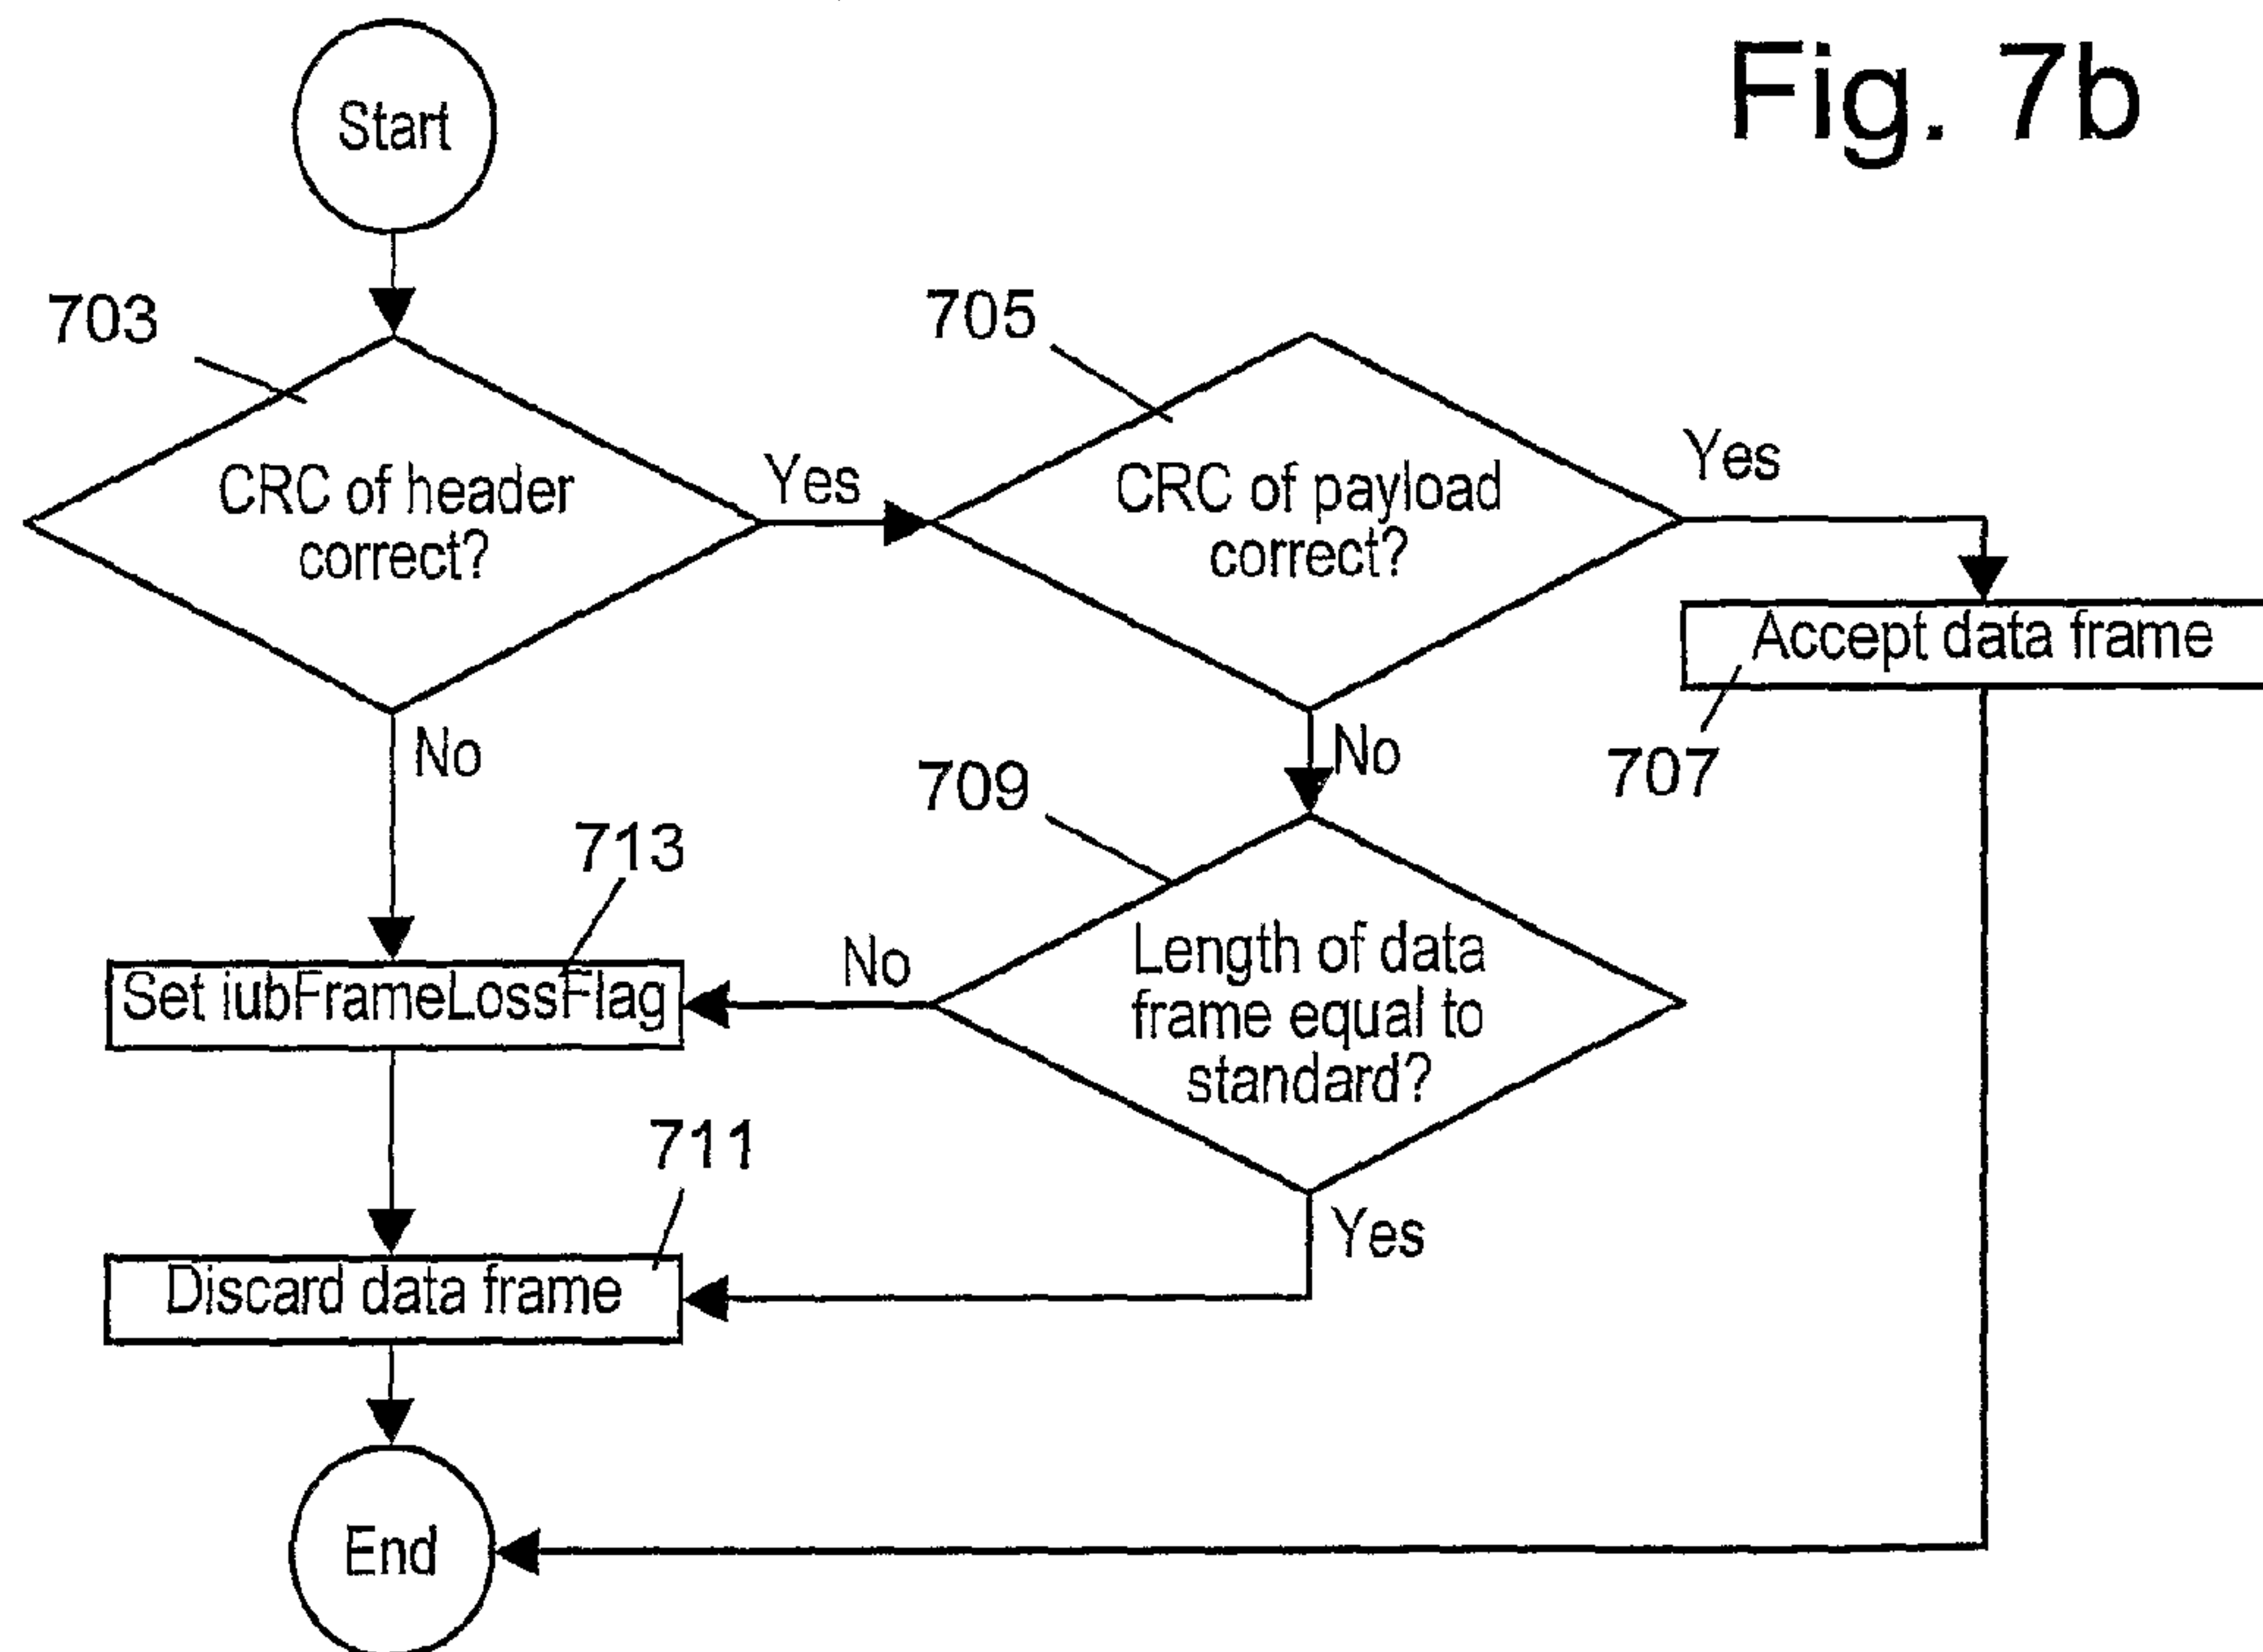 Fig. 7b
Start
703
705
CRC of header
correct?
Yes
CRC of payload
correct?
Yes
Accept data frame
707
No
No
709
713
Set iubFrameLossFlag
No
Length of data
frame equal to
standard?
711
Yes
Discard data frame
End